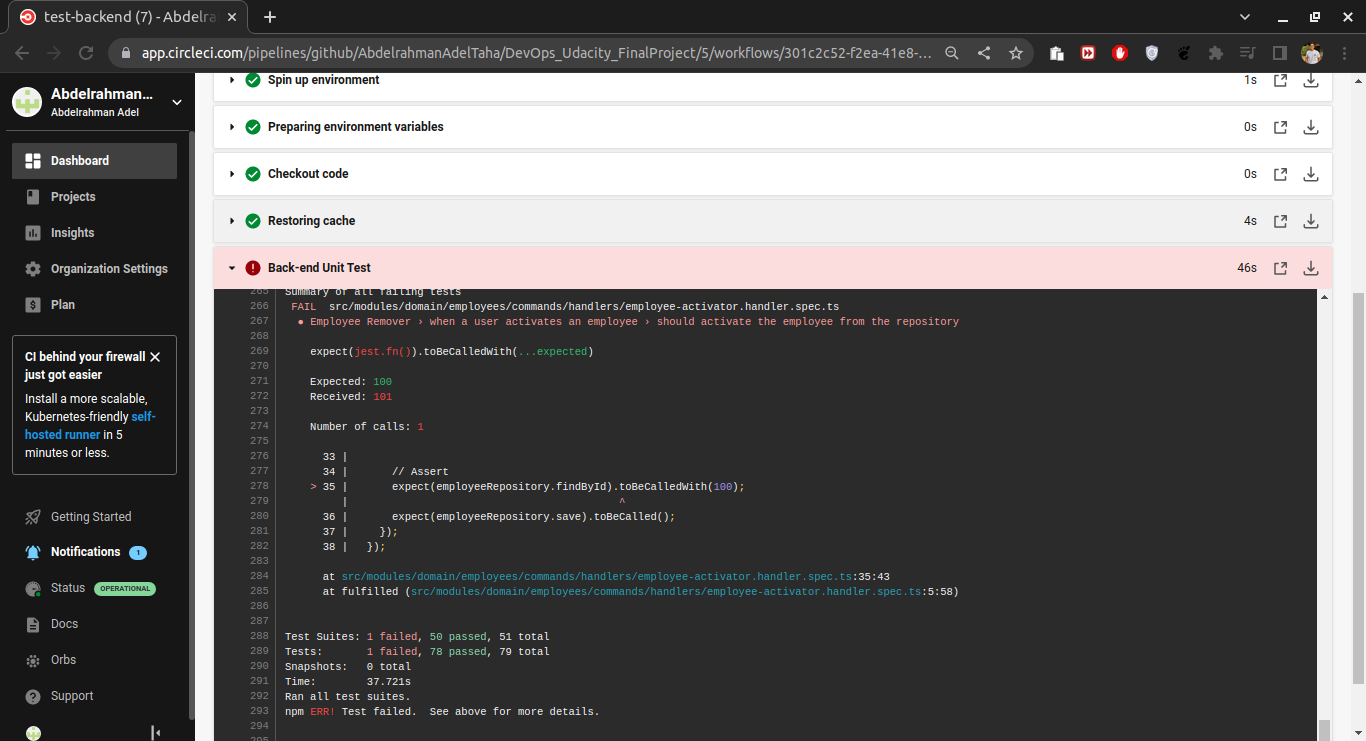 test-backend (7) - Abdelra
app.circleci.com/pipelines/github/AbdelrahmanAdelTaha/DevOps_Udacity_FinalProject/5/workflows/301c2c52-f2ea-41e8-...
Abdelrahman...
Abdelrahman Adel
Dashboard
Projects
Insights
Organization Settings
Plan
CI behind your firewall
just got easier
Install a more scalable,
Kubernetes-friendly self-
hosted runner in 5
minutes or less.
Getting Started
Notifications 1
Status OPERATIONAL
Docs
Orbs
Support
Spin up environment 1s
Preparing environment variables 0s
Checkout code 0s
Restoring cache 4s
Back-end Unit Test 46s
265 Summary of all failing tests
266 FAIL src/modules/domain/employees/commands/handlers/employee-activator.handler.spec.ts
267 ● Employee Remover › when a user activates an employee › should activate the employee from the repository
268
269 expect(jest.fn()).toBeCalledWith(...expected)
270
271 Expected: 100
272 Received: 101
273
274 Number of calls: 1
275
276 33 |
277 34 | // Assert
278 > 35 | expect(employeeRepository.findById).toBeCalledWith(100);
279 | ^
280 36 | expect(employeeRepository.save).toBeCalled();
281 37 | });
282 38 | });
283
284 at src/modules/domain/employees/commands/handlers/employee-activator.handler.spec.ts:35:43
285 at fulfilled (src/modules/domain/employees/commands/handlers/employee-activator.handler.spec.ts:5:58)
286
287
288 Test Suites: 1 failed, 50 passed, 51 total
289 Tests: 1 failed, 78 passed, 79 total
290 Snapshots: 0 total
291 Time: 37.721s
292 Ran all test suites.
293 npm ERR! Test failed. See above for more details.
294
295